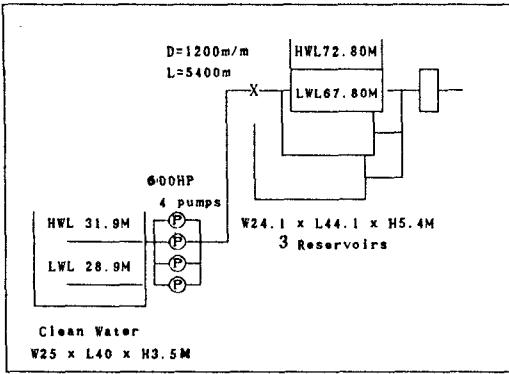 D=1200m/m
L=5400m
HWL72.80M
LWL67.80M
X
600HP
4 pumps
P
P
P
P
HWL 31.9M
LWL 28.9M
W24.1 x L44.1 x H5.4M
3 Reservoirs
Clean Water
W25 x L40 x H3.5M